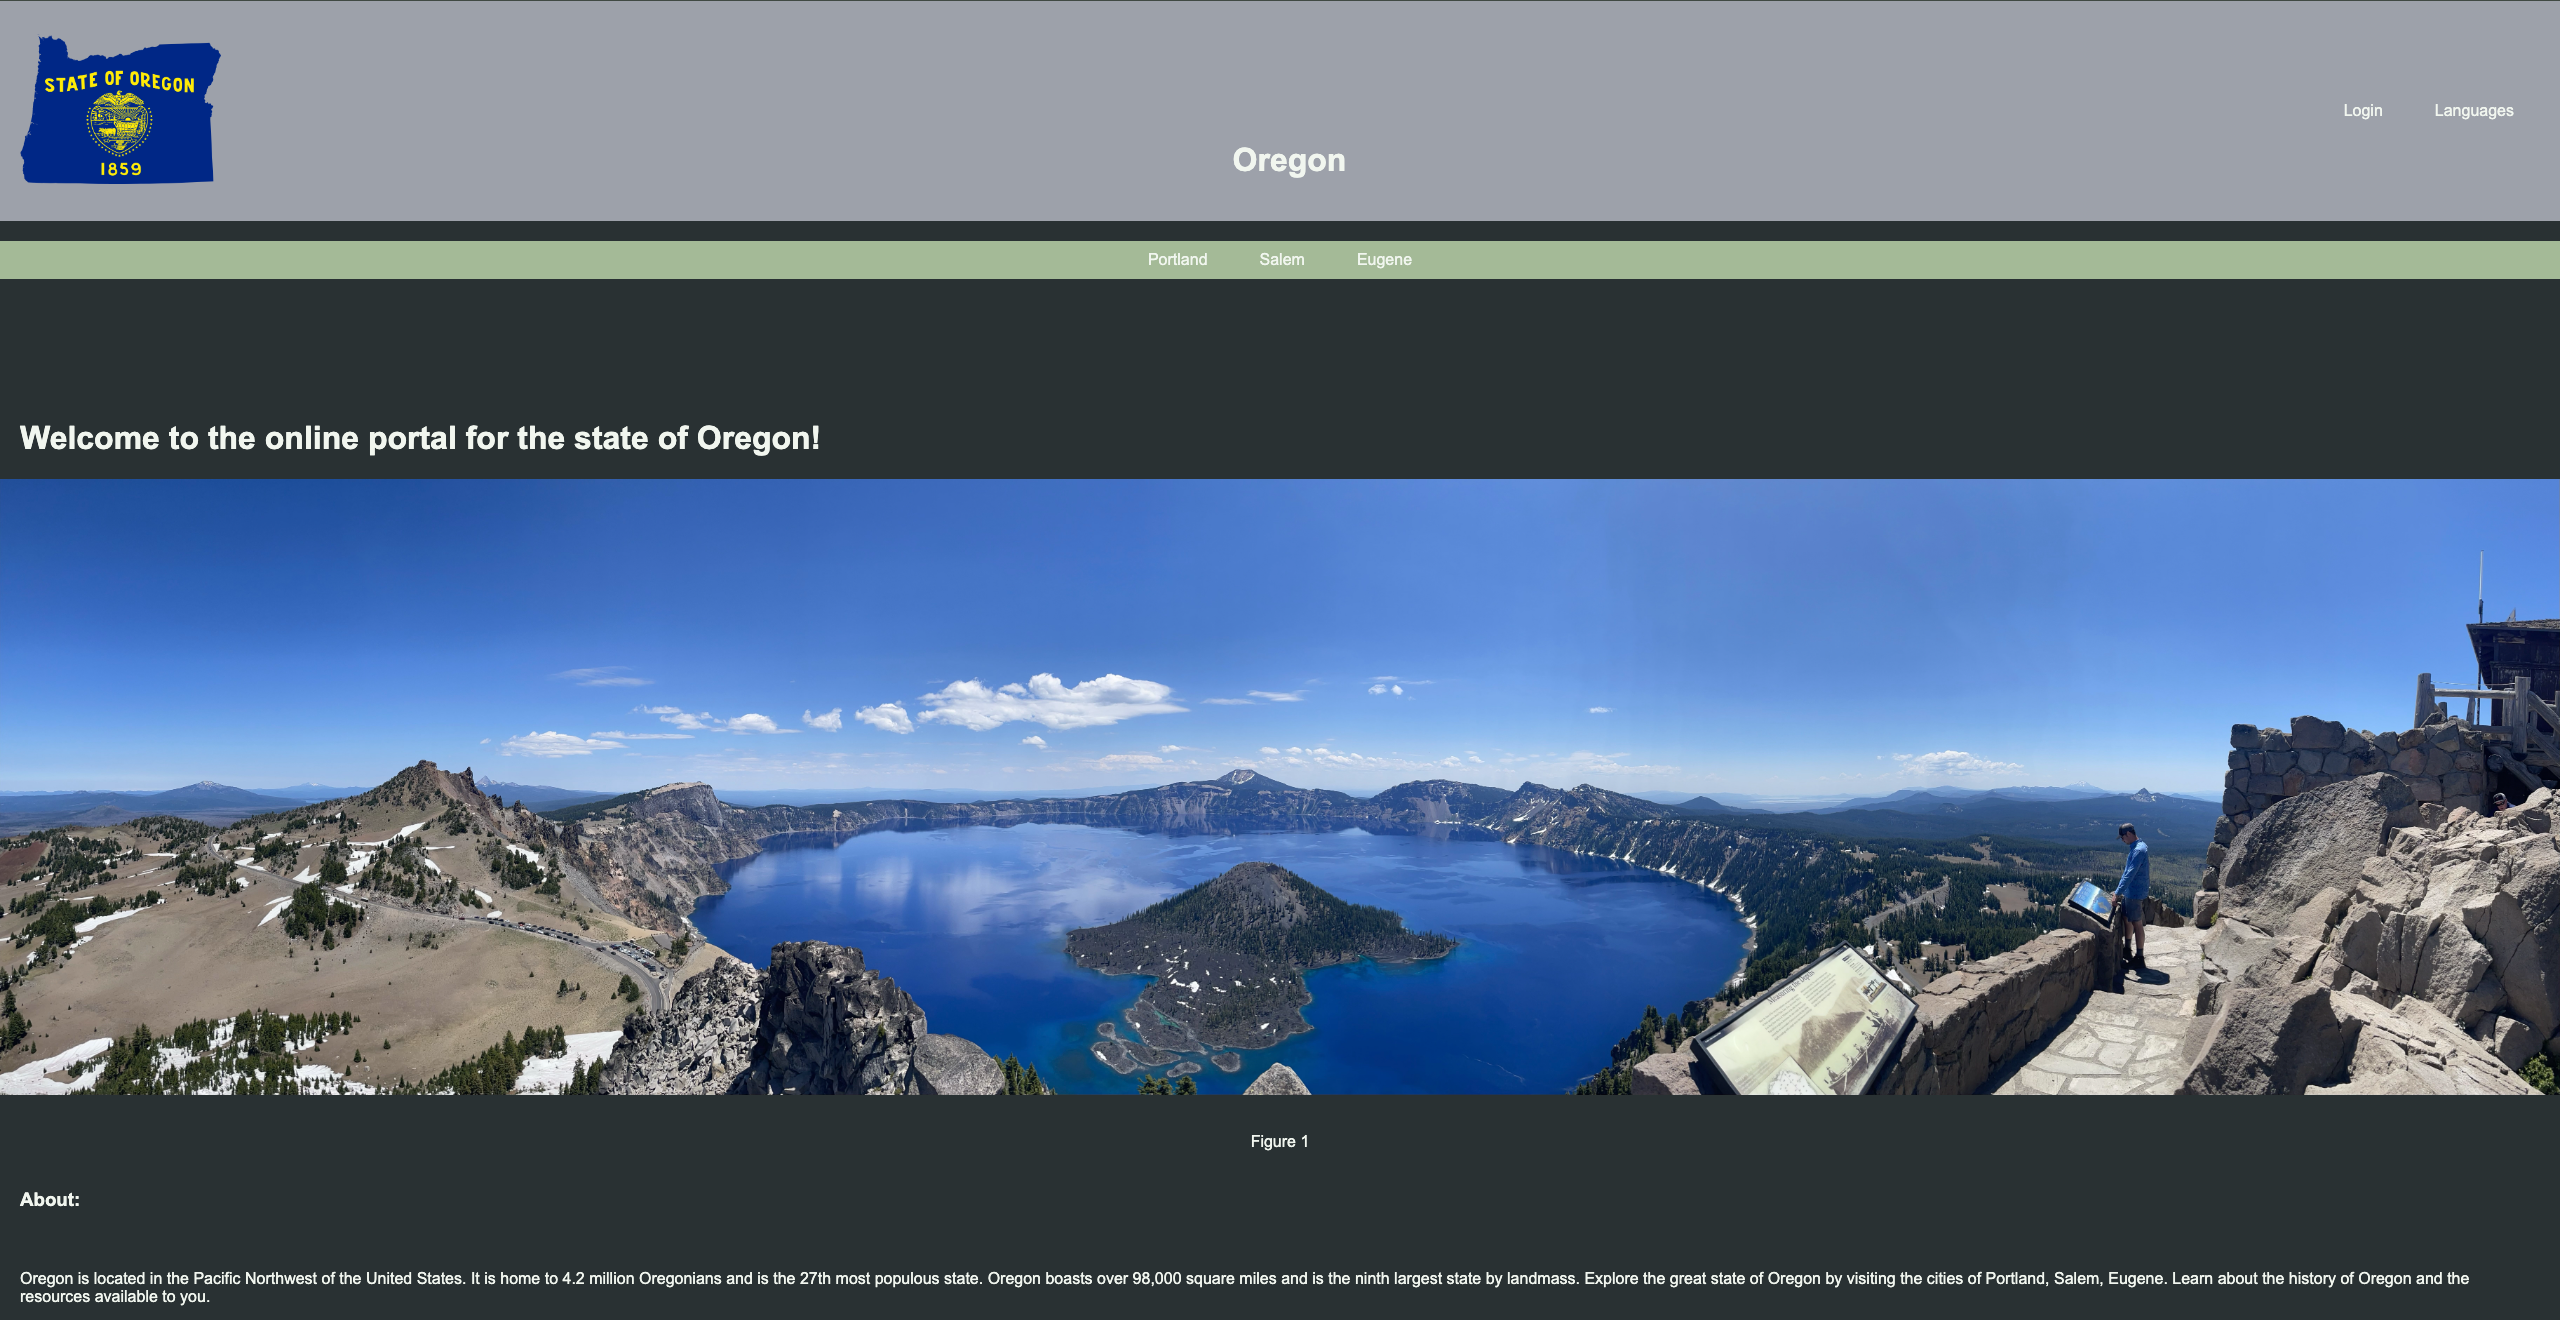 STATE OF OREGON
1859
Login Languages
Oregon
Portland Salem Eugene
Welcome to the online portal for the state of Oregon!
Figure 1
About:
Oregon is located in the Pacific Northwest of the United States. It is home to 4.2 million Oregonians and is the 27th most populous state. Oregon boasts over 98,000 square miles and is the ninth largest state by landmass. Explore the great state of Oregon by visiting the cities of Portland, Salem, Eugene. Learn about the history of Oregon and the
resources available to you.